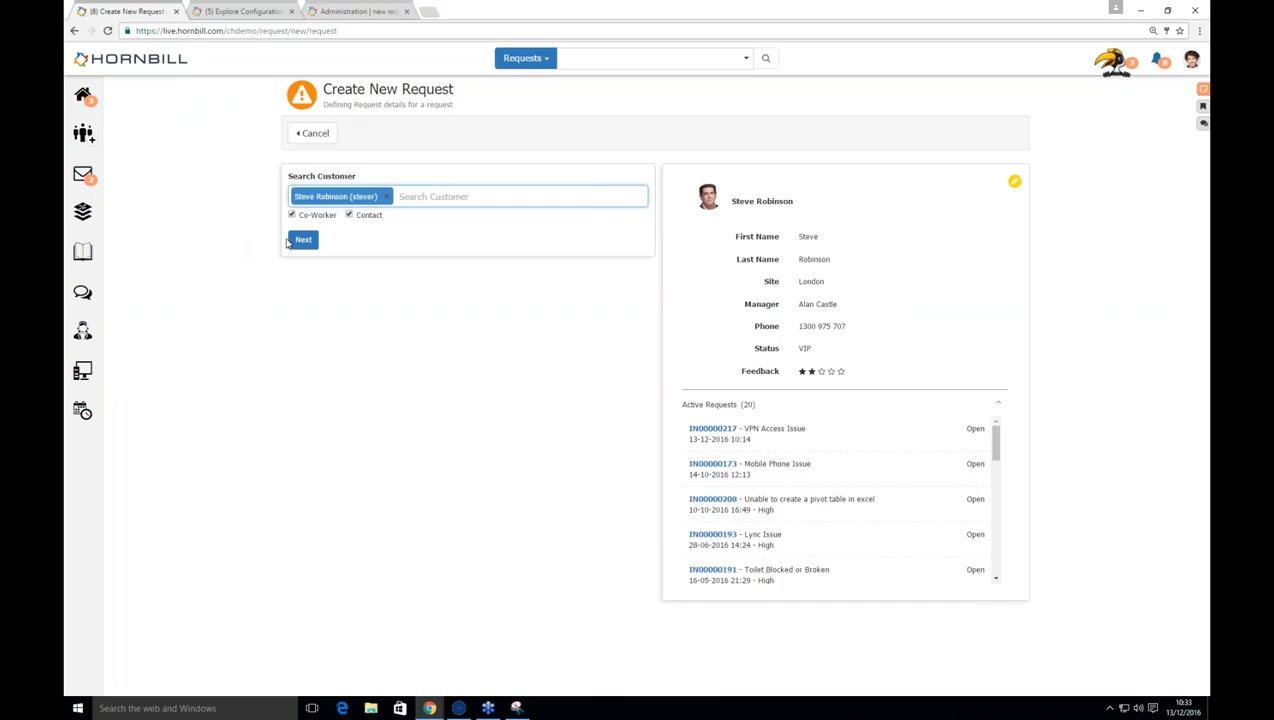 (8) Create New Request
(5) Explore Configuratio
Administration | new re
https://live.hornbill.com/chdemo/request/new/request
HORNBILL
Requests
3
8
Create New Request
Defining Request details for a request
3
Cancel
Search Customer
Steve Robinson (stever) ×
Search Customer
Co-Worker
Contact
Next
2
Steve Robinson
First Name Steve
Last Name Robinson
Site London
Manager Alan Castle
Phone 1300 975 707
Status VIP
Feedback
Active Requests (20)
IN00000217 - VPN Access Issue Open
13-12-2016 10:14
IN00000173 - Mobile Phone Issue Open
14-10-2016 12:13
IN00000208 - Unable to create a pivot table in excel Open
10-10-2016 16:49 - High
IN00000193 - Lync Issue Open
28-06-2016 14:24 - High
IN00000191 - Toilet Blocked or Broken Open
16-05-2016 21:29 - High
Search the web and Windows
10:33
13/12/2016